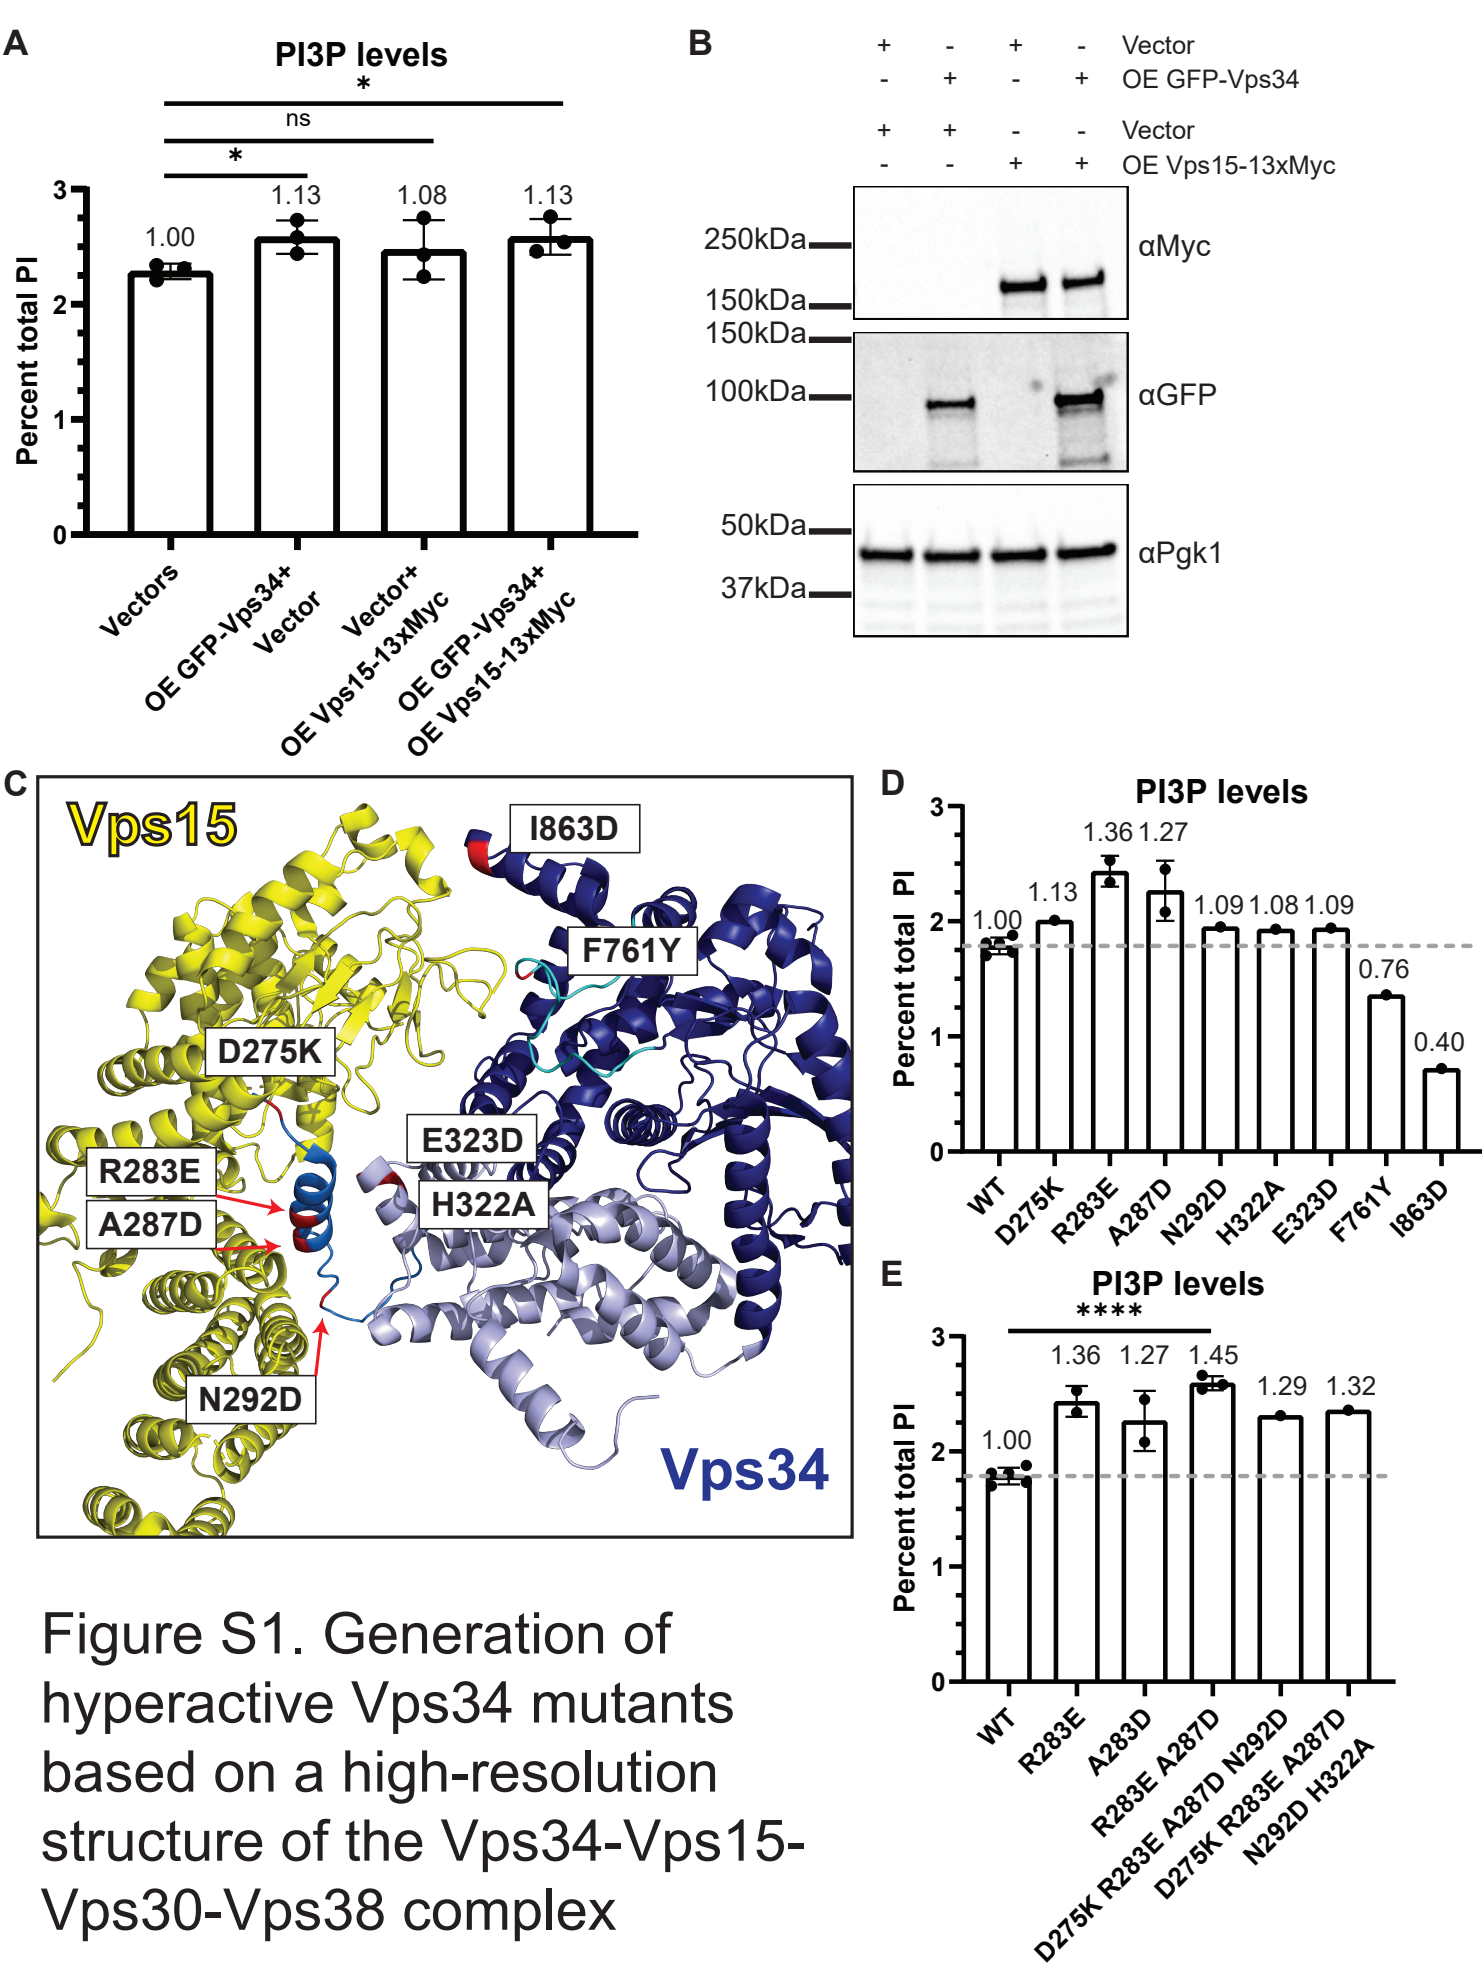 A
PI3P levels
*
ns
*
1.00
1.13
1.08
1.13
3
2
1
0
Percent total PI
Vectors
OE GFP-Vps34+
Vector
Vector+
OE Vps15-13xMyc
OE GFP-Vps34+
OE Vps15-13xMyc
B
+ - + - Vector
- + - + OE GFP-Vps34
+ + - - Vector
- - + + OE Vps15-13xMyc
250kDa
150kDa
αMyc
150kDa
100kDa
αGFP
50kDa
37kDa
αPgk1
C
Vps15
I863D
F761Y
D275K
E323D
R283E
H322A
A287D
N292D
Vps34
D
PI3P levels
3
2
1
0
Percent total PI
1.00
1.13
1.36
1.27
1.09
1.08
1.09
0.76
0.40
WT
D275K
R283E
A287D
N292D
H322A
E323D
F761Y
I863D
E
PI3P levels
****
3
2
1
0
Percent total PI
1.00
1.36
1.27
1.45
1.29
1.32
WT
R283E
A283D
R283E A287D
D275K R283E A287D N292D
D275K R283E A287D
N292D H322A
Figure S1. Generation of
hyperactive Vps34 mutants
based on a high-resolution
structure of the Vps34-Vps15-
Vps30-Vps38 complex